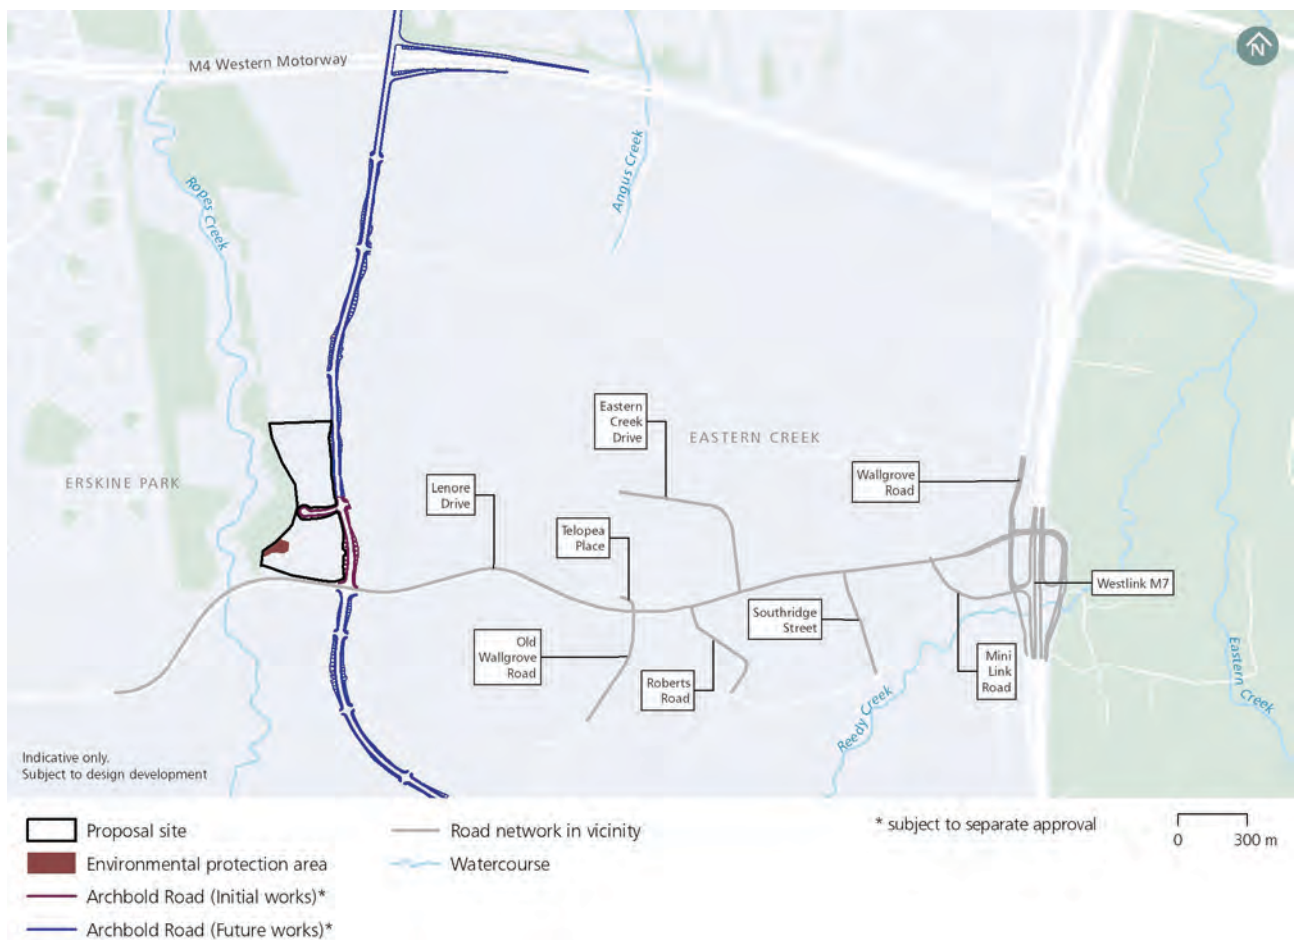 N
M4 Western Motorway
Ropes Creek
Angus Creek
Eastern
Creek
Drive
EASTERN CREEK
ERSKINE PARK
Lenore
Drive
Wallgrove
Road
Telopea
Place
Westlink M7
Southridge
Street
Old
Wallgrove
Road
Roberts
Road
Mini
Link
Road
Reedy Creek
Eastern Creek
Indicative only.
Subject to design development
Proposal site
Environmental protection area
Archbold Road (Initial works)*
Archbold Road (Future works)*
Road network in vicinity
Watercourse
* subject to separate approval
0 300 m